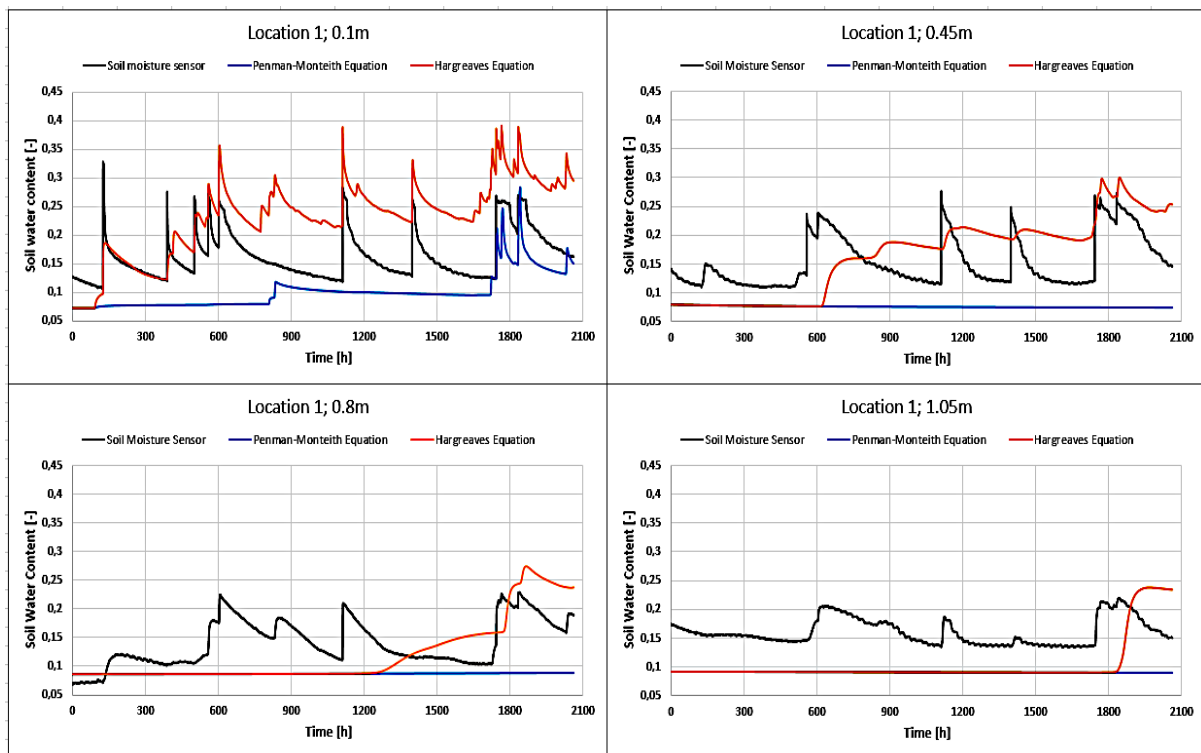 Location 1; 0.1m
Soil moisture sensor Penman-Monteith Equation Hargreaves Equation
Soil water content [-]
0,45
0,4
0,35
0,3
0,25
0,2
0,15
0,1
0,05
0 300 600 900 1200 1500 1800 2100
Time [h]
Location 1; 0.45m
Soil Moisture Sensor Penman-Monteith Equation Hargreaves Equation
Soil Water Content [-]
0,45
0,4
0,35
0,3
0,25
0,2
0,15
0,1
0,05
0 300 600 900 1200 1500 1800 2100
Time [h]
Location 1; 0.8m
Soil Moisture Sensor Penman-Monteith Equation Hargreaves Equation
Soil Water Content [-]
0,45
0,4
0,35
0,3
0,25
0,2
0,15
0,1
0,05
0 300 600 900 1200 1500 1800 2100
Time [h]
Location 1; 1.05m
Soil Moisture Sensor Penman-Monteith Equation Hargreaves Equation
Soil Water Content [-]
0,45
0,4
0,35
0,3
0,25
0,2
0,15
0,1
0,05
0 300 600 900 1200 1500 1800 2100
Time [h]